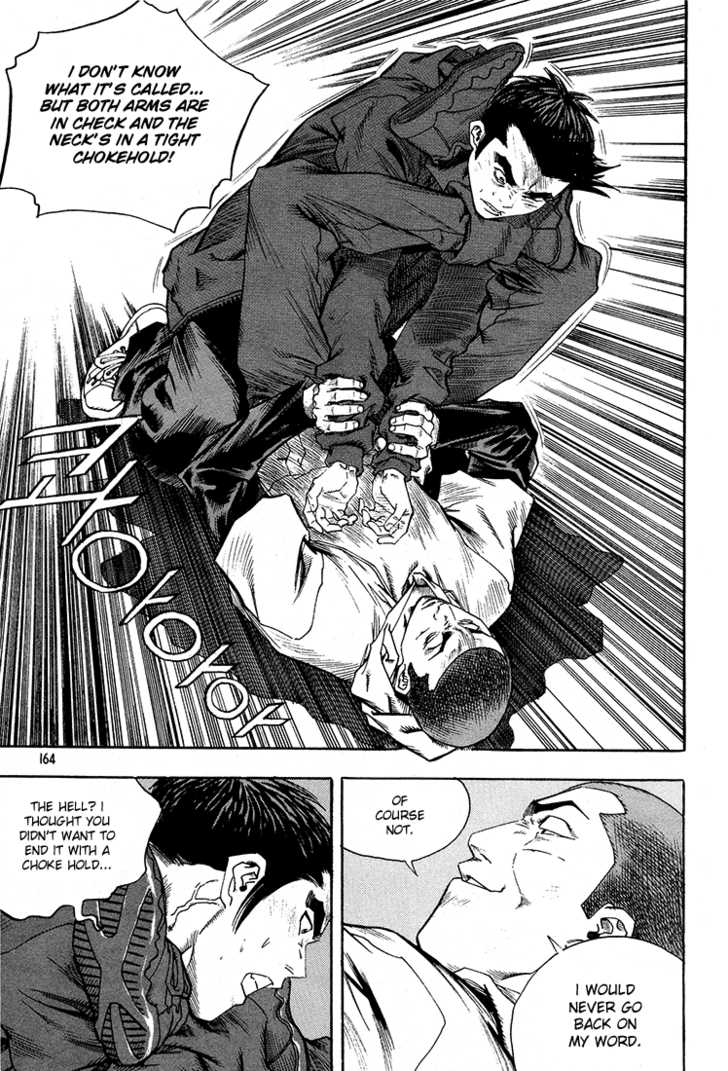 I DON'T KNOW
WHAT IT'S CALLED...
BUT BOTH ARMS ARE
IN CHECK AND THE
NECK'S IN A TIGHT
CHOKEHOLD!
164
THE HELL? I
THOUGHT YOU
DIDN'T WANT TO
END IT WITH A
CHOKE HOLD...
OF
COURSE
NOT.
I WOULD
NEVER GO
BACK ON
MY WORD.